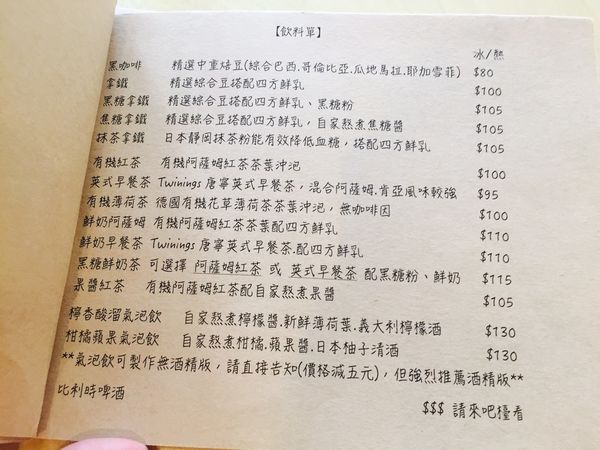 【飲料單】
冰/熱
黑咖啡 精選中重焙豆(綜合巴西.哥倫比亞.瓜地馬拉.耶加雪菲) $80
拿鐵 精選綜合豆搭配四方鮮乳 $100
黑糖拿鐵 精選綜合豆搭配四方鮮乳、黑糖粉 $105
焦糖拿鐵 精選綜合豆搭配四方鮮乳，自家熬煮焦糖醬 $105
抹茶拿鐵 日本靜岡抹茶粉能有效降低血糖，搭配四方鮮乳 $105
有機紅茶 有機阿薩姆紅茶茶葉沖泡 $100
英式早餐茶 Twinings 唐寧英式早餐茶，混合阿薩姆.肯亞風味較強 $95
有機薄荷茶 德國有機花草薄荷茶茶葉沖泡，無咖啡因 $100
鮮奶阿薩姆 有機阿薩姆紅茶茶葉配四方鮮乳 $110
鮮奶早餐茶 Twinings 唐寧英式早餐茶.配四方鮮乳 $110
黑糖鮮奶茶 可選擇 阿薩姆紅茶 或 英式早餐茶 配黑糖粉、鮮奶 $115
果醬紅茶 有機阿薩姆紅茶配自家熬煮果醬 $105
檸香酸溜氣泡飲 自家熬煮檸檬醬.新鮮薄荷葉.義大利檸檬酒 $130
柑橘蘋果氣泡飲 自家熬煮柑橘.蘋果醬.日本柚子清酒 $130
**氣泡飲可製作無酒精版，請直接告知(價格減五元)，但強烈推薦酒精版**
比利時啤酒 $$$ 請來吧檯看